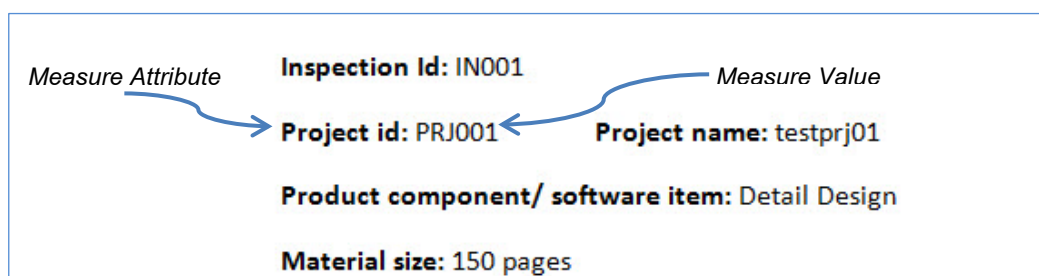 Inspection Id: IN001
Measure Attribute
Measure Value
Project id: PRJ001 Project name: testprj01
Product component/ software item: Detail Design
Material size: 150 pages